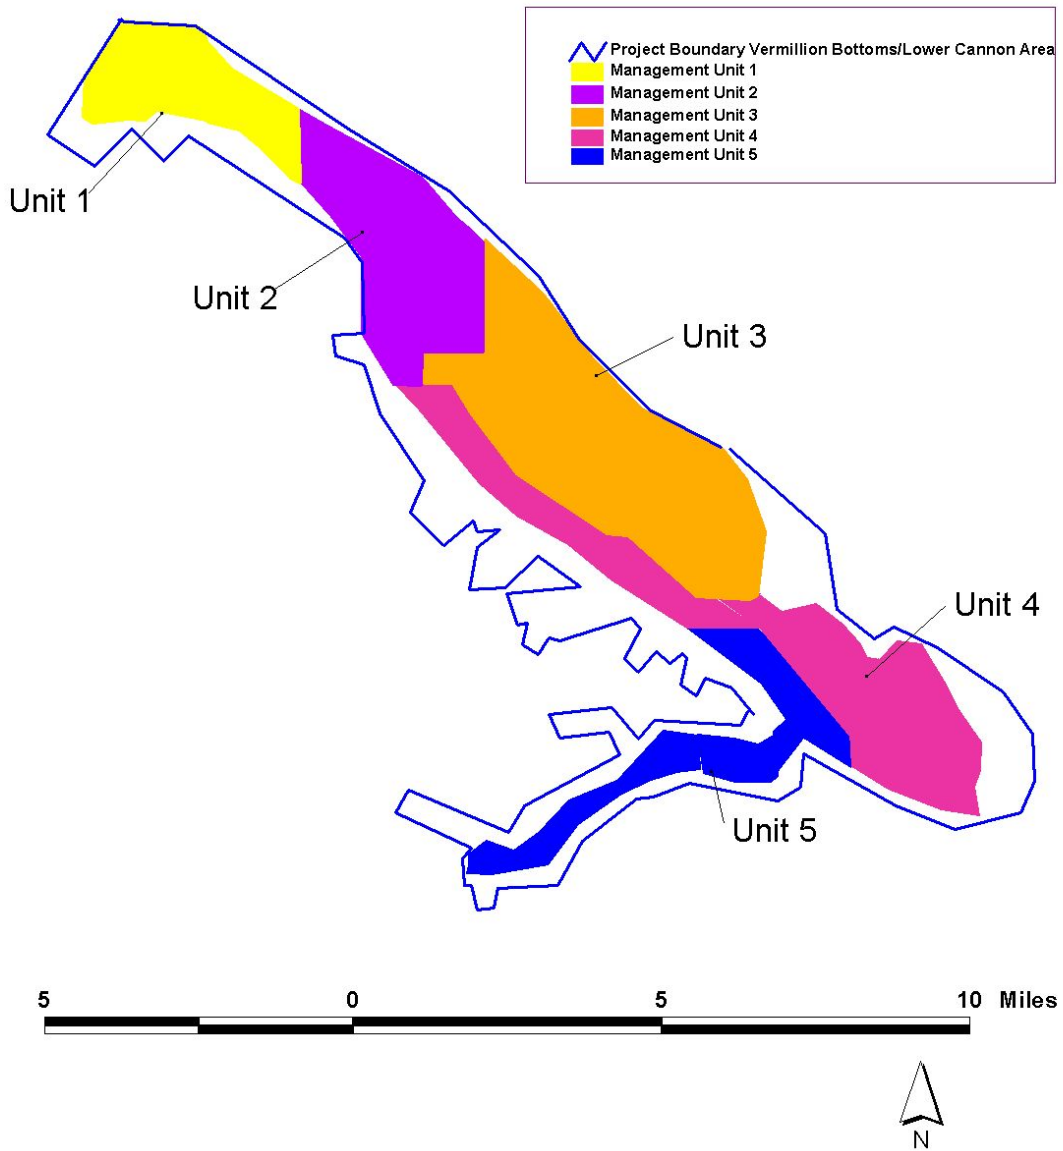 Project Boundary Vermillion Bottoms/Lower Cannon Area
Management Unit 1
Management Unit 2
Management Unit 3
Management Unit 4
Management Unit 5
Unit 1
Unit 2
Unit 3
Unit 4
Unit 5
5 0 5 10 Miles
N